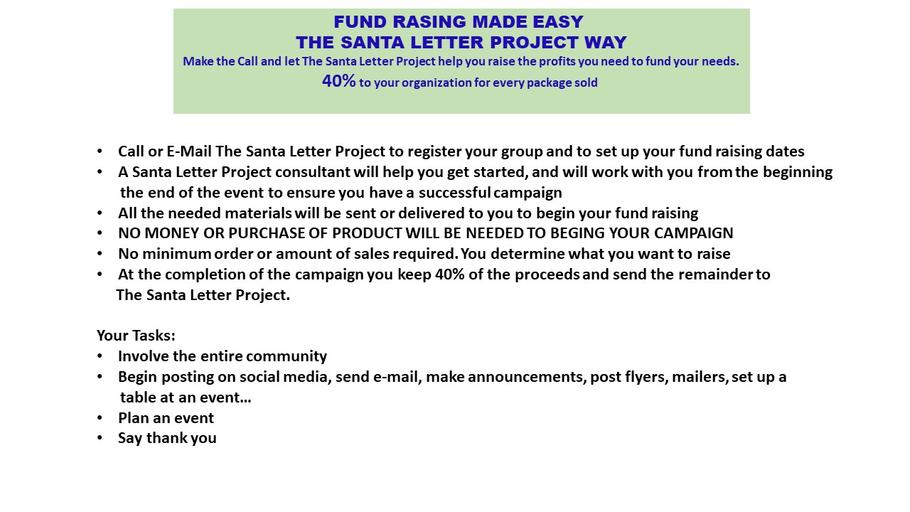 FUND RASING MADE EASY
THE SANTA LETTER PROJECT WAY
Make the Call and let The Santa Letter Project help you raise the profits you need to fund your needs.
40% to your organization for every package sold
• Call or E-Mail The Santa Letter Project to register your group and to set up your fund raising dates
• A Santa Letter Project consultant will help you get started, and will work with you from the beginning
the end of the event to ensure you have a successful campaign
• All the needed materials will be sent or delivered to you to begin your fund raising
• NO MONEY OR PURCHASE OF PRODUCT WILL BE NEEDED TO BEGING YOUR CAMPAIGN
• No minimum order or amount of sales required. You determine what you want to raise
• At the completion of the campaign you keep 40% of the proceeds and send the remainder to
The Santa Letter Project.
Your Tasks:
• Involve the entire community
• Begin posting on social media, send e-mail, make announcements, post flyers, mailers, set up a
table at an event…
• Plan an event
• Say thank you